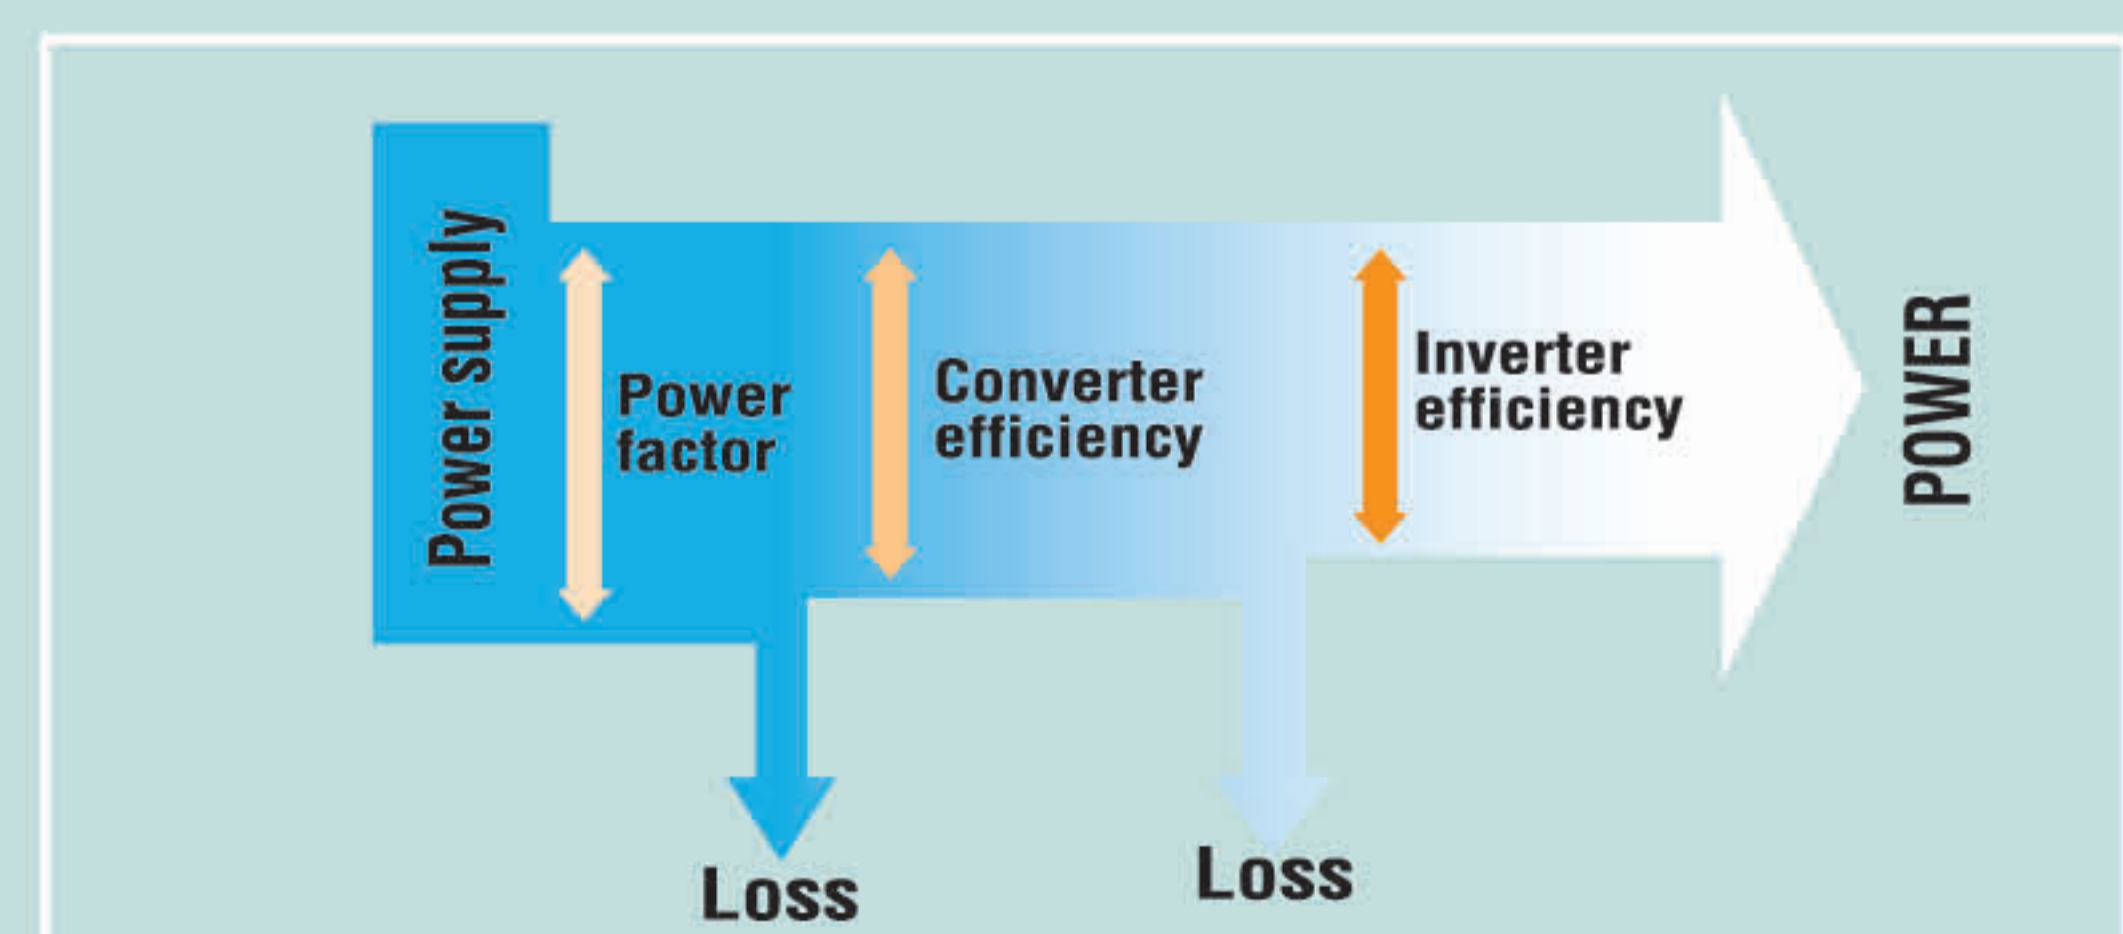 Power supply
Power
factor
Converter
efficiency
Inverter
efficiency
POWER
Loss
Loss